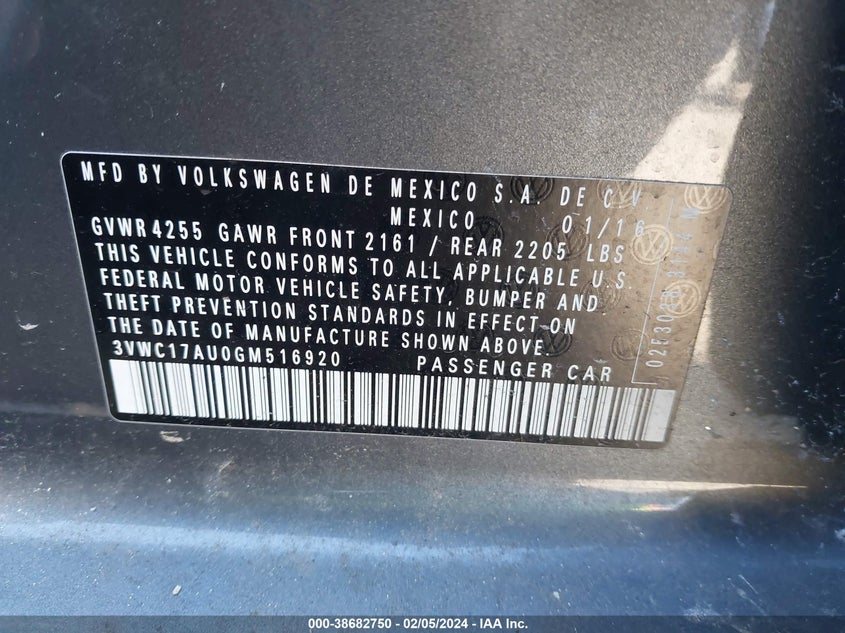 MFD BY VOLKSWAGEN DE MEXICO S.A. DE C.V
MEXICO 01/16
GVWR 4255 GAWR FRONT 2161 / REAR 2205 LBS
THIS VEHICLE CONFORMS TO ALL APPLICABLE U.S.
FEDERAL MOTOR VEHICLE SAFETY, BUMPER AND
THEFT PREVENTION STANDARDS IN EFFECT ON
THE DATE OF MANUFACTURE SHOWN ABOVE.
3VWC17AU0GM516920 PASSENGER CAR
000-38682750 - 02/05/2024 - IAA Inc.